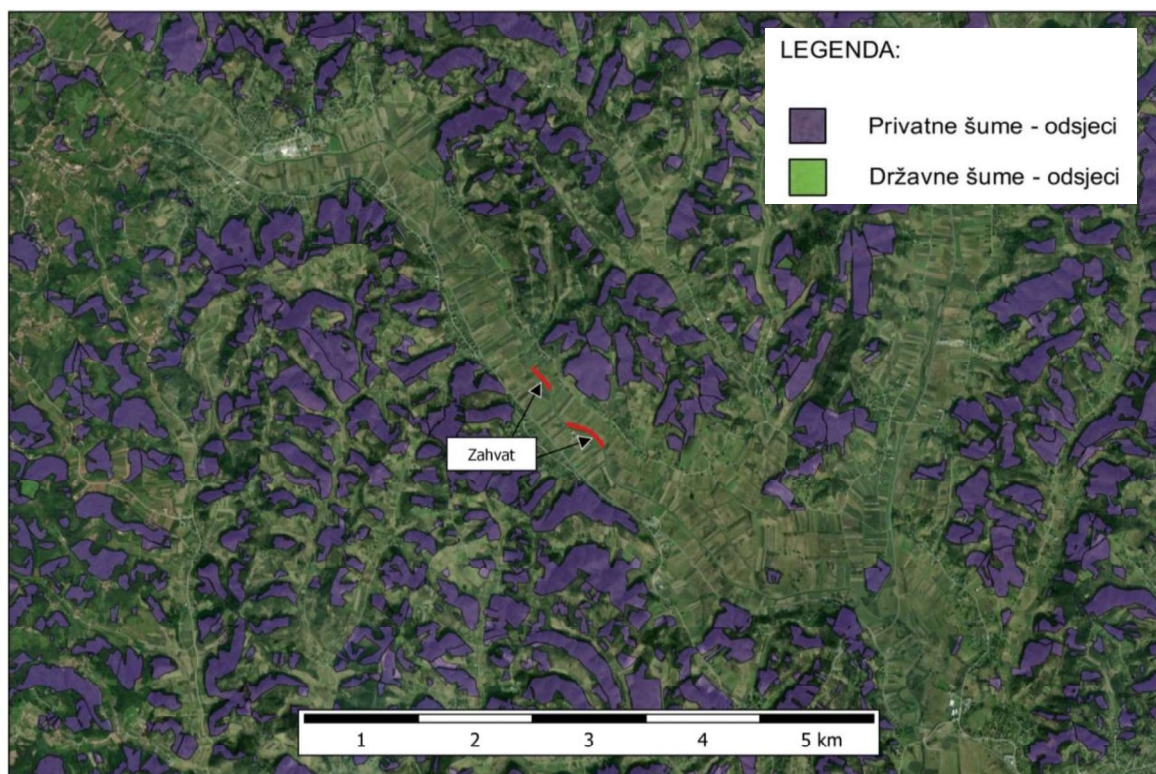 LEGENDA:
Privatne šume - odsjeci
Državne šume - odsjeci
Zahvat
1 2 3 4 5 km